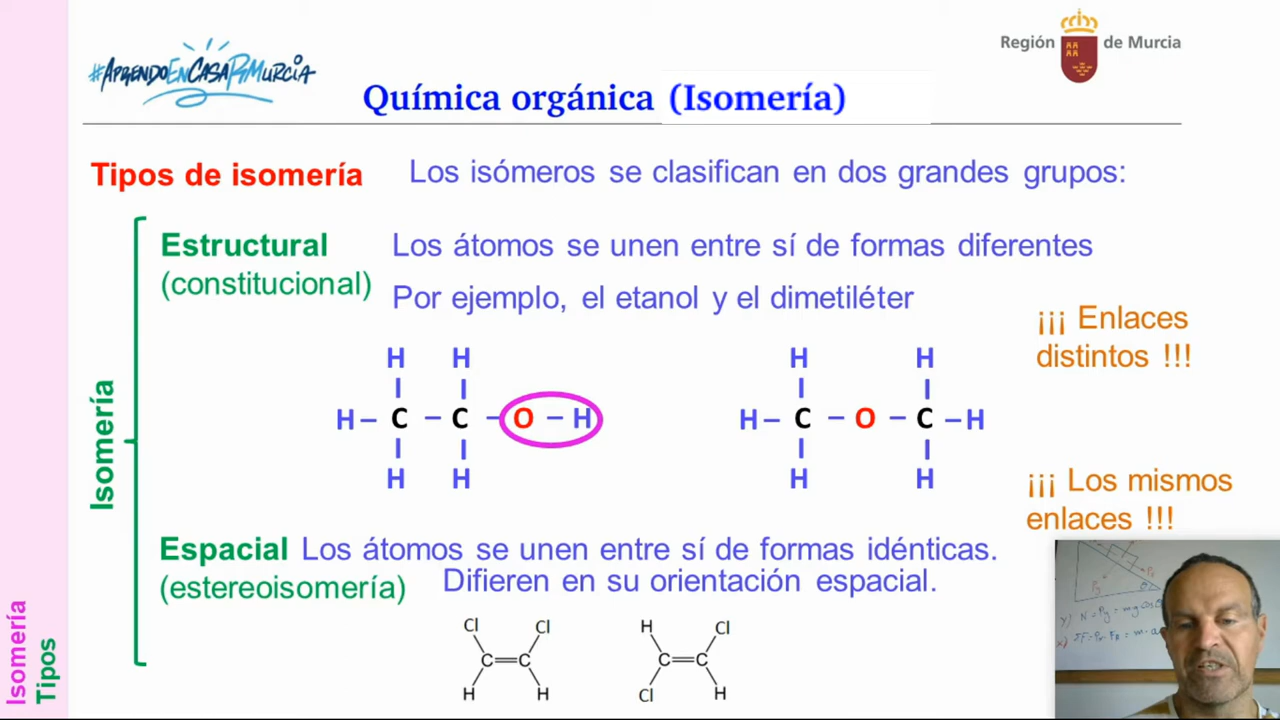 #AprendoEnCasaRMurcia
Región de Murcia
Química orgánica (Isomería)
Tipos de isomería
Los isómeros se clasifican en dos grandes grupos:
Isomería
Estructural
(constitucional)
Los átomos se unen entre sí de formas diferentes
Por ejemplo, el etanol y el dimetiléter
¡¡¡ Enlaces
distintos !!!
H H
H – C – C – O – H
H H
H H
H – C – O – C – H
H H
¡¡¡ Los mismos
enlaces !!!
Espacial
(estereoisomería)
Los átomos se unen entre sí de formas idénticas.
Difieren en su orientación espacial.
Cl Cl
C=C
H H
H Cl
C=C
Cl H
Isomería
Tipos